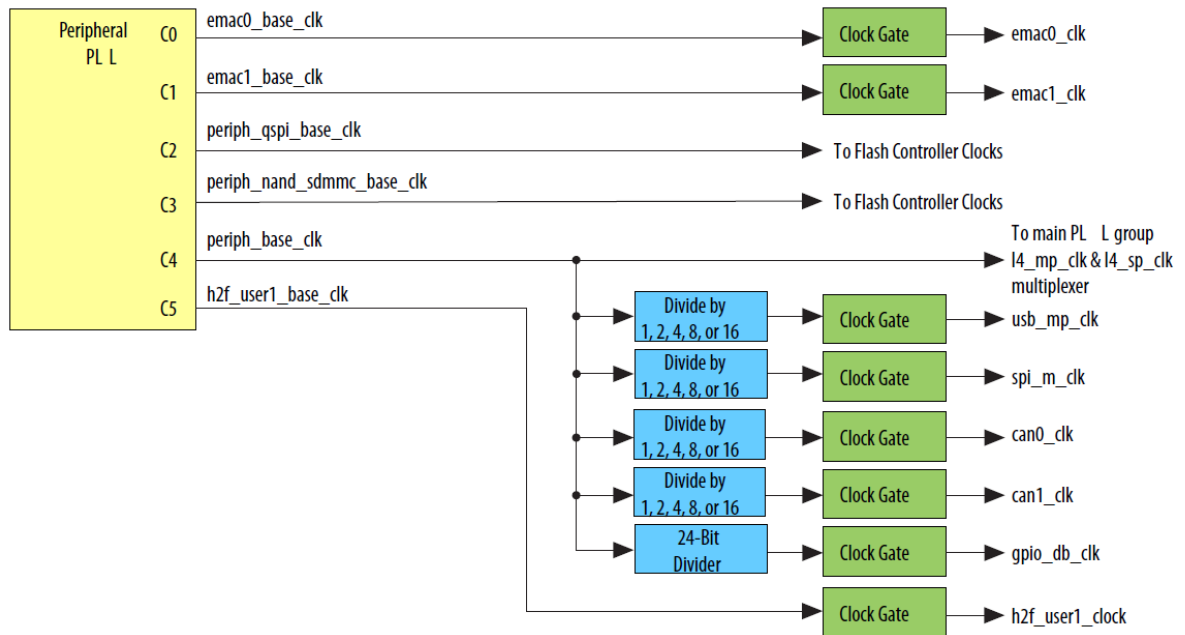 Peripheral
PL L
C0
emac0_base_clk
Clock Gate
emac0_clk
C1
emac1_base_clk
Clock Gate
emac1_clk
C2
periph_qspi_base_clk
To Flash Controller Clocks
C3
periph_nand_sdmmc_base_clk
To Flash Controller Clocks
C4
periph_base_clk
To main PL L group
l4_mp_clk & l4_sp_clk
multiplexer
C5
h2f_user1_base_clk
Divide by
1, 2, 4, 8, or 16
Clock Gate
usb_mp_clk
Divide by
1, 2, 4, 8, or 16
Clock Gate
spi_m_clk
Divide by
1, 2, 4, 8, or 16
Clock Gate
can0_clk
Divide by
1, 2, 4, 8, or 16
Clock Gate
can1_clk
24-Bit
Divider
Clock Gate
gpio_db_clk
Clock Gate
h2f_user1_clock